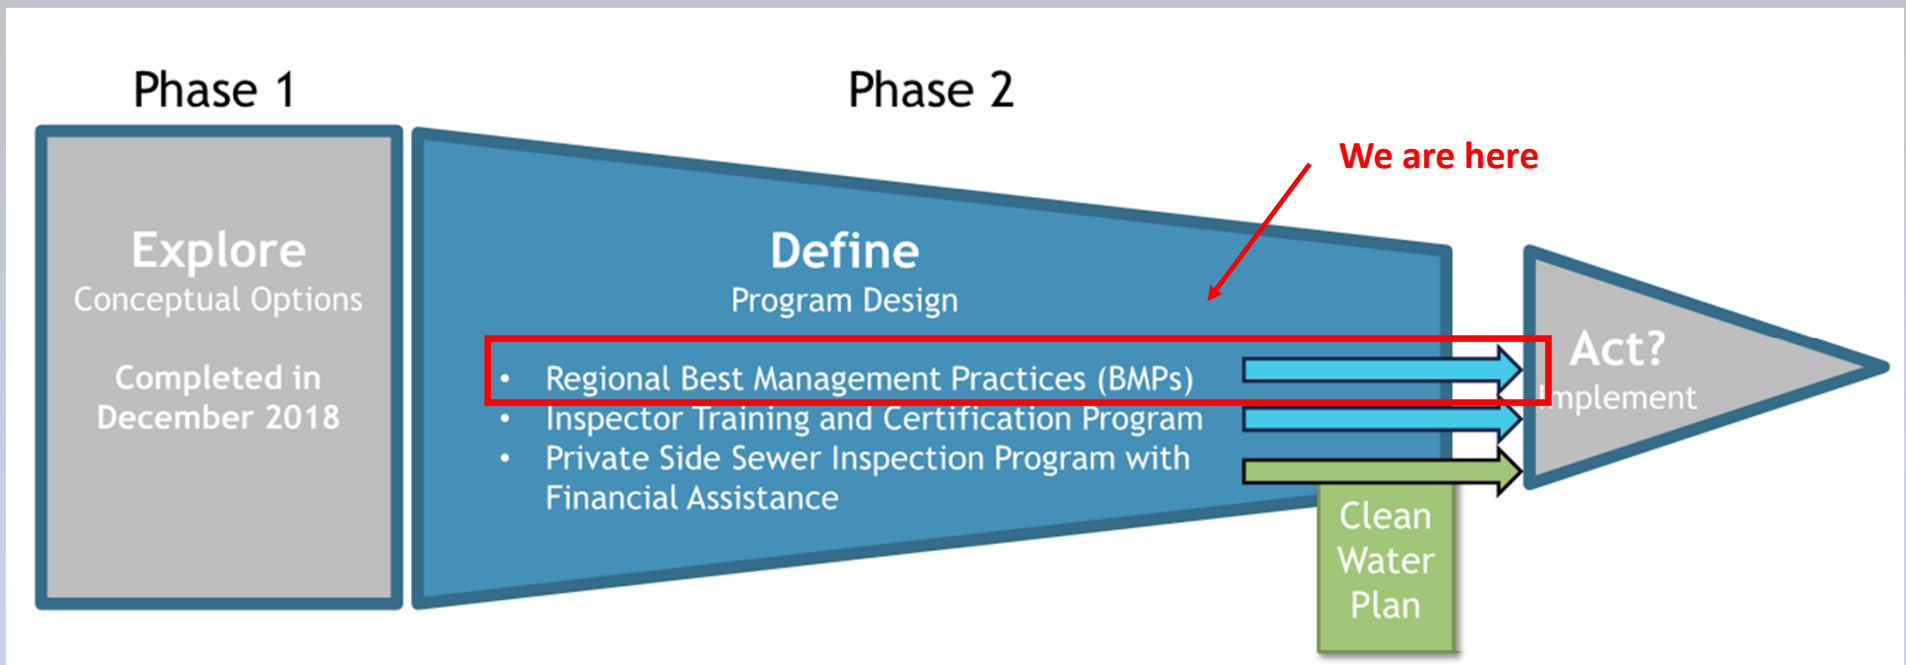 Phase 1
Phase 2
We are here
Explore
Conceptual Options
Completed in
December 2018
Define
Program Design
• Regional Best Management Practices (BMPs)
• Inspector Training and Certification Program
• Private Side Sewer Inspection Program with
Financial Assistance
Act?
Implement
Clean
Water
Plan